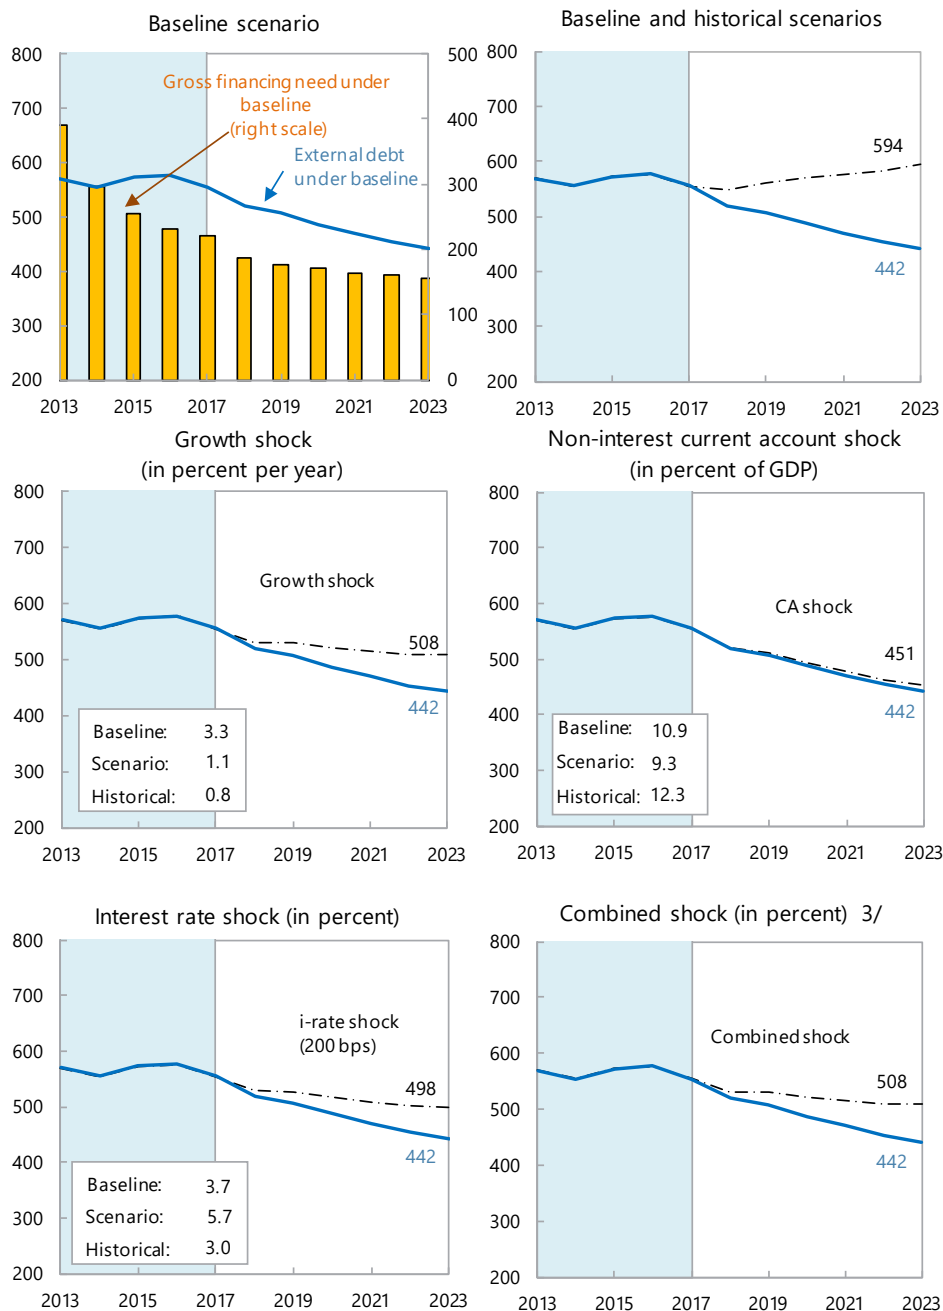 Baseline scenario
800
700
600
500
400
300
200
500
400
300
200
100
0
Gross financing need under
baseline
(right scale)
External debt
under baseline
2013 2015 2017 2019 2021 2023
Baseline and historical scenarios
800
700
600
500
400
300
200
594
442
2013 2015 2017 2019 2021 2023
Growth shock
(in percent per year)
800
700
600
500
400
300
200
Growth shock
508
442
Baseline: 3.3
Scenario: 1.1
Historical: 0.8
2013 2015 2017 2019 2021 2023
Non-interest current account shock
(in percent of GDP)
800
700
600
500
400
300
200
CA shock
451
442
Baseline: 10.9
Scenario: 9.3
Historical: 12.3
2013 2015 2017 2019 2021 2023
Interest rate shock (in percent)
800
700
600
500
400
300
200
i-rate shock
(200 bps)
498
442
Baseline: 3.7
Scenario: 5.7
Historical: 3.0
2013 2015 2017 2019 2021 2023
Combined shock (in percent) 3/
800
700
600
500
400
300
200
Combined shock
508
442
2013 2015 2017 2019 2021 2023